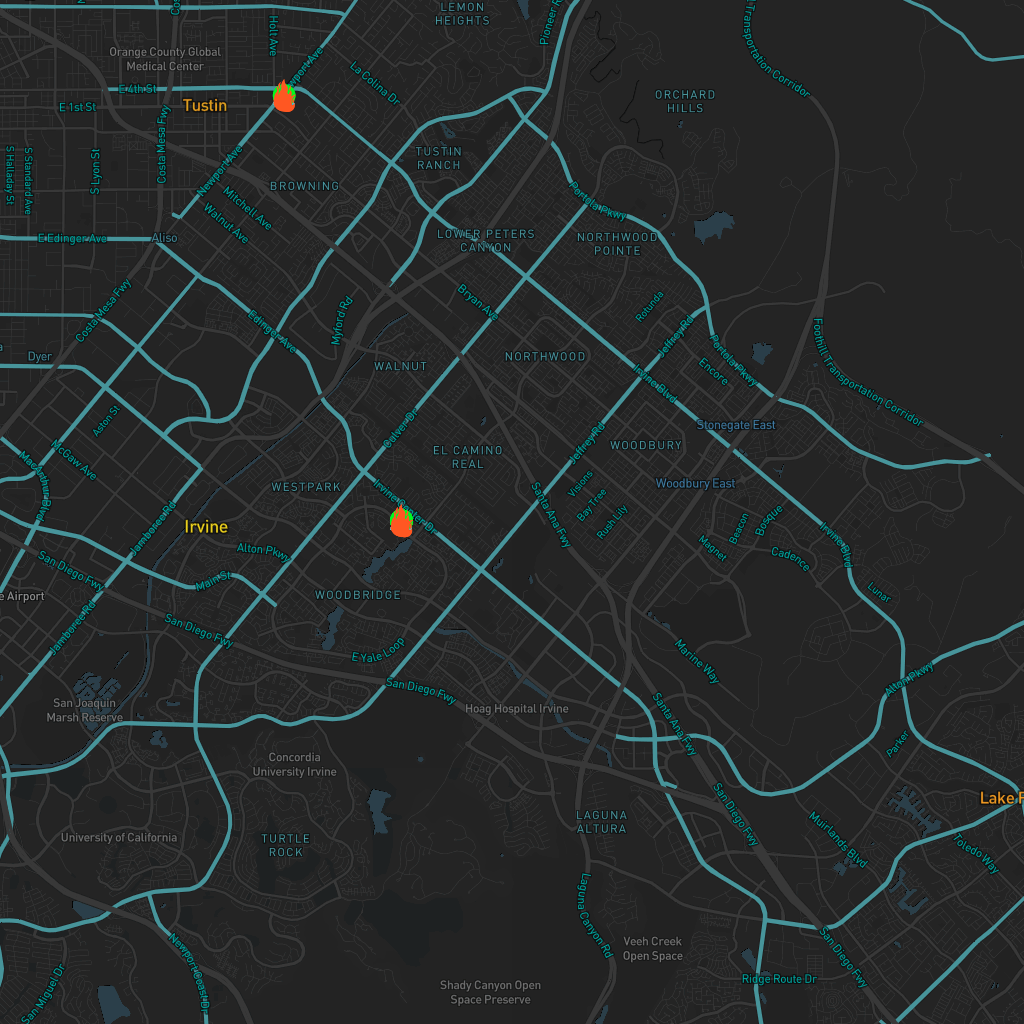 LEMON
HEIGHTS
Pioneer R
Transportation Corridor
Holt Ave
Orange County Global
Medical Center
La Colina Dr
E 4th St
E 1st St
Tustin
ORCHARD
HILLS
Costa Mesa Fwy
S Halladay St
S Standard Ave
S Lyon St
Newport Ave
TUSTIN
RANCH
BROWNING
Mitchell Ave
Walnut Ave
Portola Pkwy
E Edinger Ave
Aliso
LOWER PETERS
CANYON
NORTHWOOD
POINTE
Costa Mesa Fwy
Bryan Ave
Rotunda
Edinger Ave
Myford Rd
Jeffrey Rd
Portola Pkwy
Foothill Transportation Corridor
Dyer
WALNUT
NORTHWOOD
Encore
Irvine Blvd
Aston St
Culver Dr
Stonegate East
EL CAMINO
REAL
Jeffrey Rd
WOODBURY
McGaw Ave
MacArthur Blvd
WESTPARK
Visions
Woodbury East
Bay Tree
Irvine Center Dr
Santa Ana Fwy
Rush Lily
Jamboree Rd
Irvine
Beacon
Bosque
Irvine Blvd
Magnet
Cadence
Alton Pkwy
San Diego Fwy
Main St
e Airport
Jamboree Rd
WOODBRIDGE
Lunar
San Diego Fwy
E Yale Loop
Marine Way
Alton Pkwy
San Joaquin
Marsh Reserve
San Diego Fwy
Hoag Hospital Irvine
Santa Ana Fwy
Parker
Concordia
University Irvine
San Diego Fwy
Lake F
University of California
TURTLE
ROCK
LAGUNA
ALTURA
Muirlands Blvd
Toledo Way
Laguna Canyon Rd
Newport Coast Dr
Veeh Creek
Open Space
San Diego Fwy
San Miguel Dr
Shady Canyon Open
Space Preserve
Ridge Route Dr